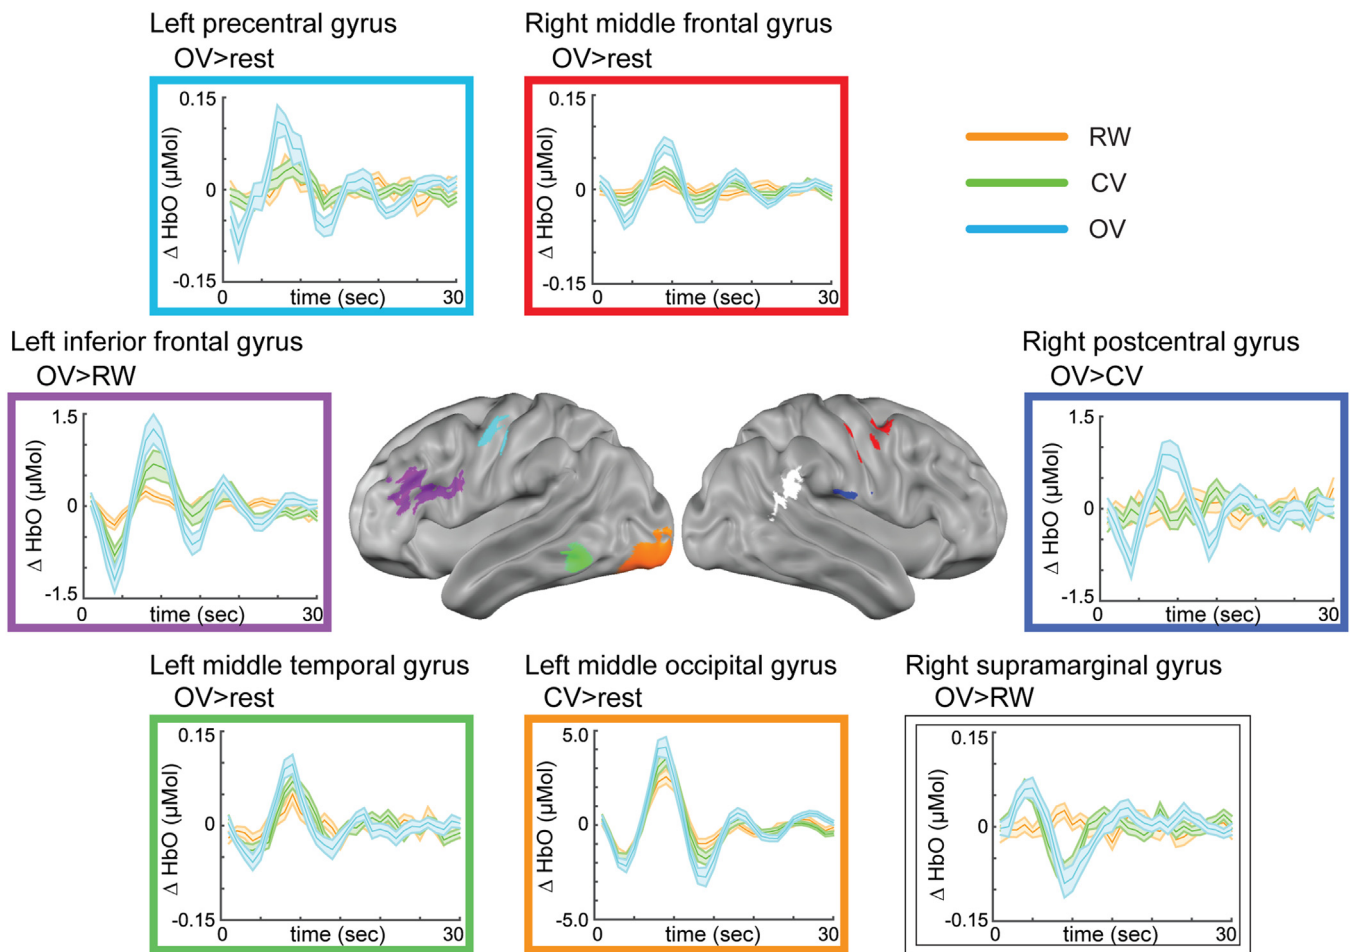 Left precentral gyrus
OV>rest
0.15
0
-0.15
Δ HbO (µMol)
0
time (sec)
30
Right middle frontal gyrus
OV>rest
0.15
0
-0.15
Δ HbO (µMol)
0
time (sec)
30
RW
CV
OV
Left inferior frontal gyrus
OV>RW
1.5
0
-1.5
Δ HbO (µMol)
0
time (sec)
30
Right postcentral gyrus
OV>CV
1.5
0
-1.5
Δ HbO (µMol)
0
time (sec)
30
Left middle temporal gyrus
OV>rest
0.15
0
-0.15
Δ HbO (µMol)
0
time (sec)
30
Left middle occipital gyrus
CV>rest
5.0
0
-5.0
Δ HbO (µMol)
0
time (sec)
30
Right supramarginal gyrus
OV>RW
0.15
0
-0.15
Δ HbO (µMol)
0
time (sec)
30